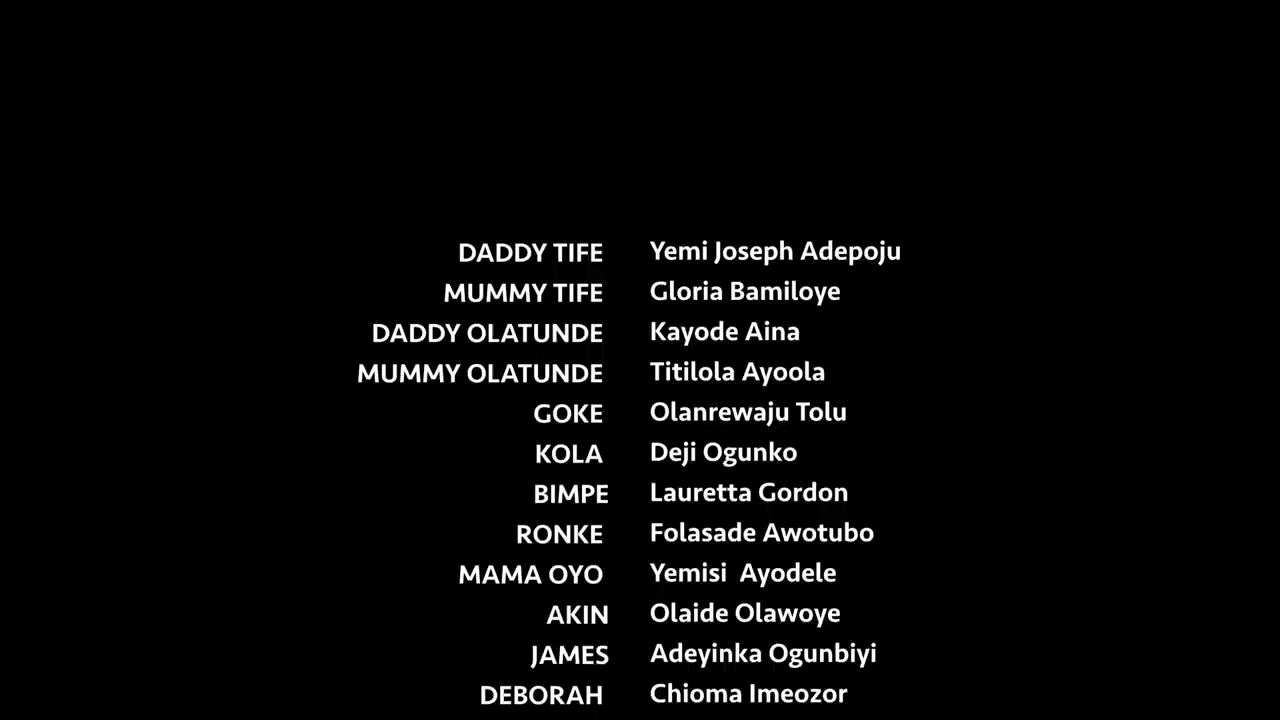 DADDY TIFE Yemi Joseph Adepoju
MUMMY TIFE Gloria Bamiloye
DADDY OLATUNDE Kayode Aina
MUMMY OLATUNDE Titilola Ayoola
GOKE Olanrewaju Tolu
KOLA Deji Ogunko
BIMPE Lauretta Gordon
RONKE Folasade Awotubo
MAMA OYO Yemisi  Ayodele
AKIN Olaide Olawoye
JAMES Adeyinka Ogunbiyi
DEBORAH Chioma Imeozor